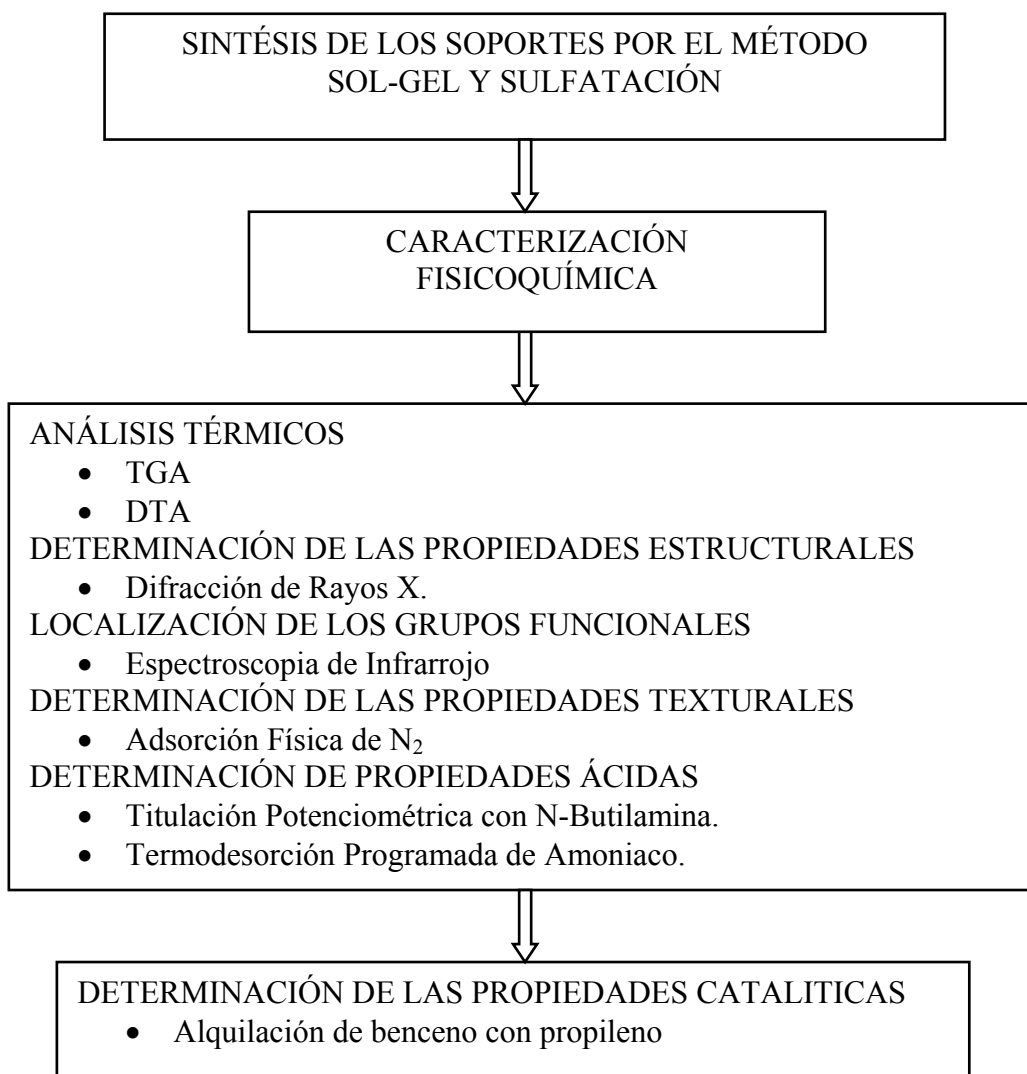 SINTÉSIS DE LOS SOPORTES POR EL MÉTODO
SOL-GEL Y SULFATACIÓN
CARACTERIZACIÓN
FISICOQUÍMICA
ANÁLISIS TÉRMICOS
• TGA
• DTA
DETERMINACIÓN DE LAS PROPIEDADES ESTRUCTURALES
• Difracción de Rayos X.
LOCALIZACIÓN DE LOS GRUPOS FUNCIONALES
• Espectroscopia de Infrarrojo
DETERMINACIÓN DE LAS PROPIEDADES TEXTURALES
• Adsorción Física de N₂
DETERMINACIÓN DE PROPIEDADES ÁCIDAS
• Titulación Potenciométrica con N-Butilamina.
• Termodesorción Programada de Amoniaco.
DETERMINACIÓN DE LAS PROPIEDADES CATALITICAS
• Alquilación de benceno con propileno